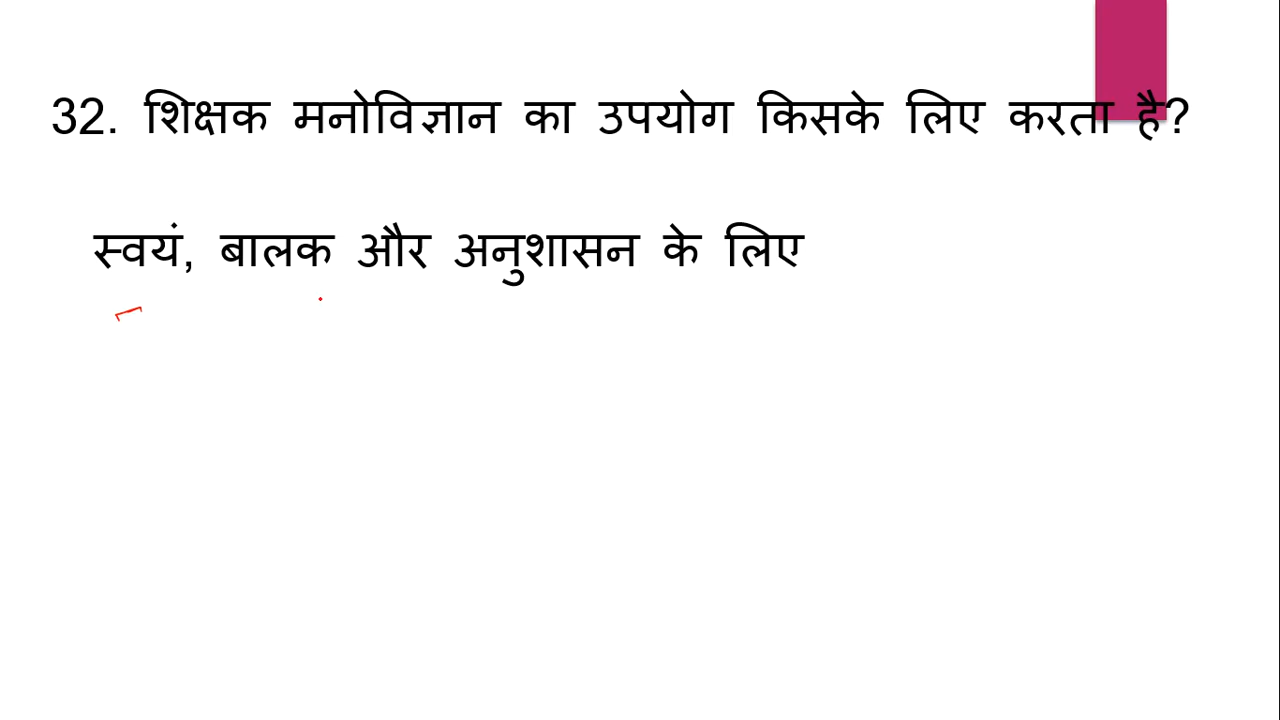 32. शिक्षक मनोविज्ञान का उपयोग किसके लिए करता है?
स्वयं, बालक और अनुशासन के लिए